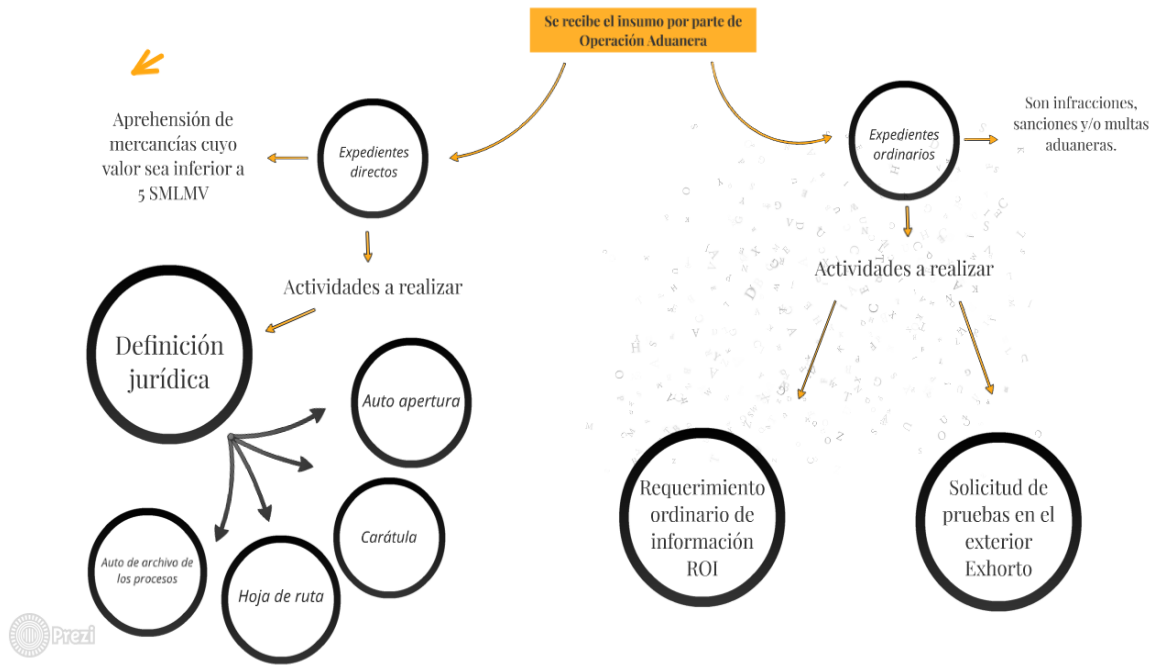 Se recibe el insumo por parte de
Operación Aduanera
Aprehensión de
mercancías cuyo
valor sea inferior a
5 SMLMV
Expedientes
directos
Actividades a realizar
Definición
jurídica
Auto apertura
Carátula
Hoja de ruta
Auto de archivo de
los procesos
Expedientes
ordinarios
Son infracciones,
sanciones y/o multas
aduaneras.
Actividades a realizar
Requerimiento
ordinario de
información
ROI
Solicitud de
pruebas en el
exterior
Exhorto
Prezi